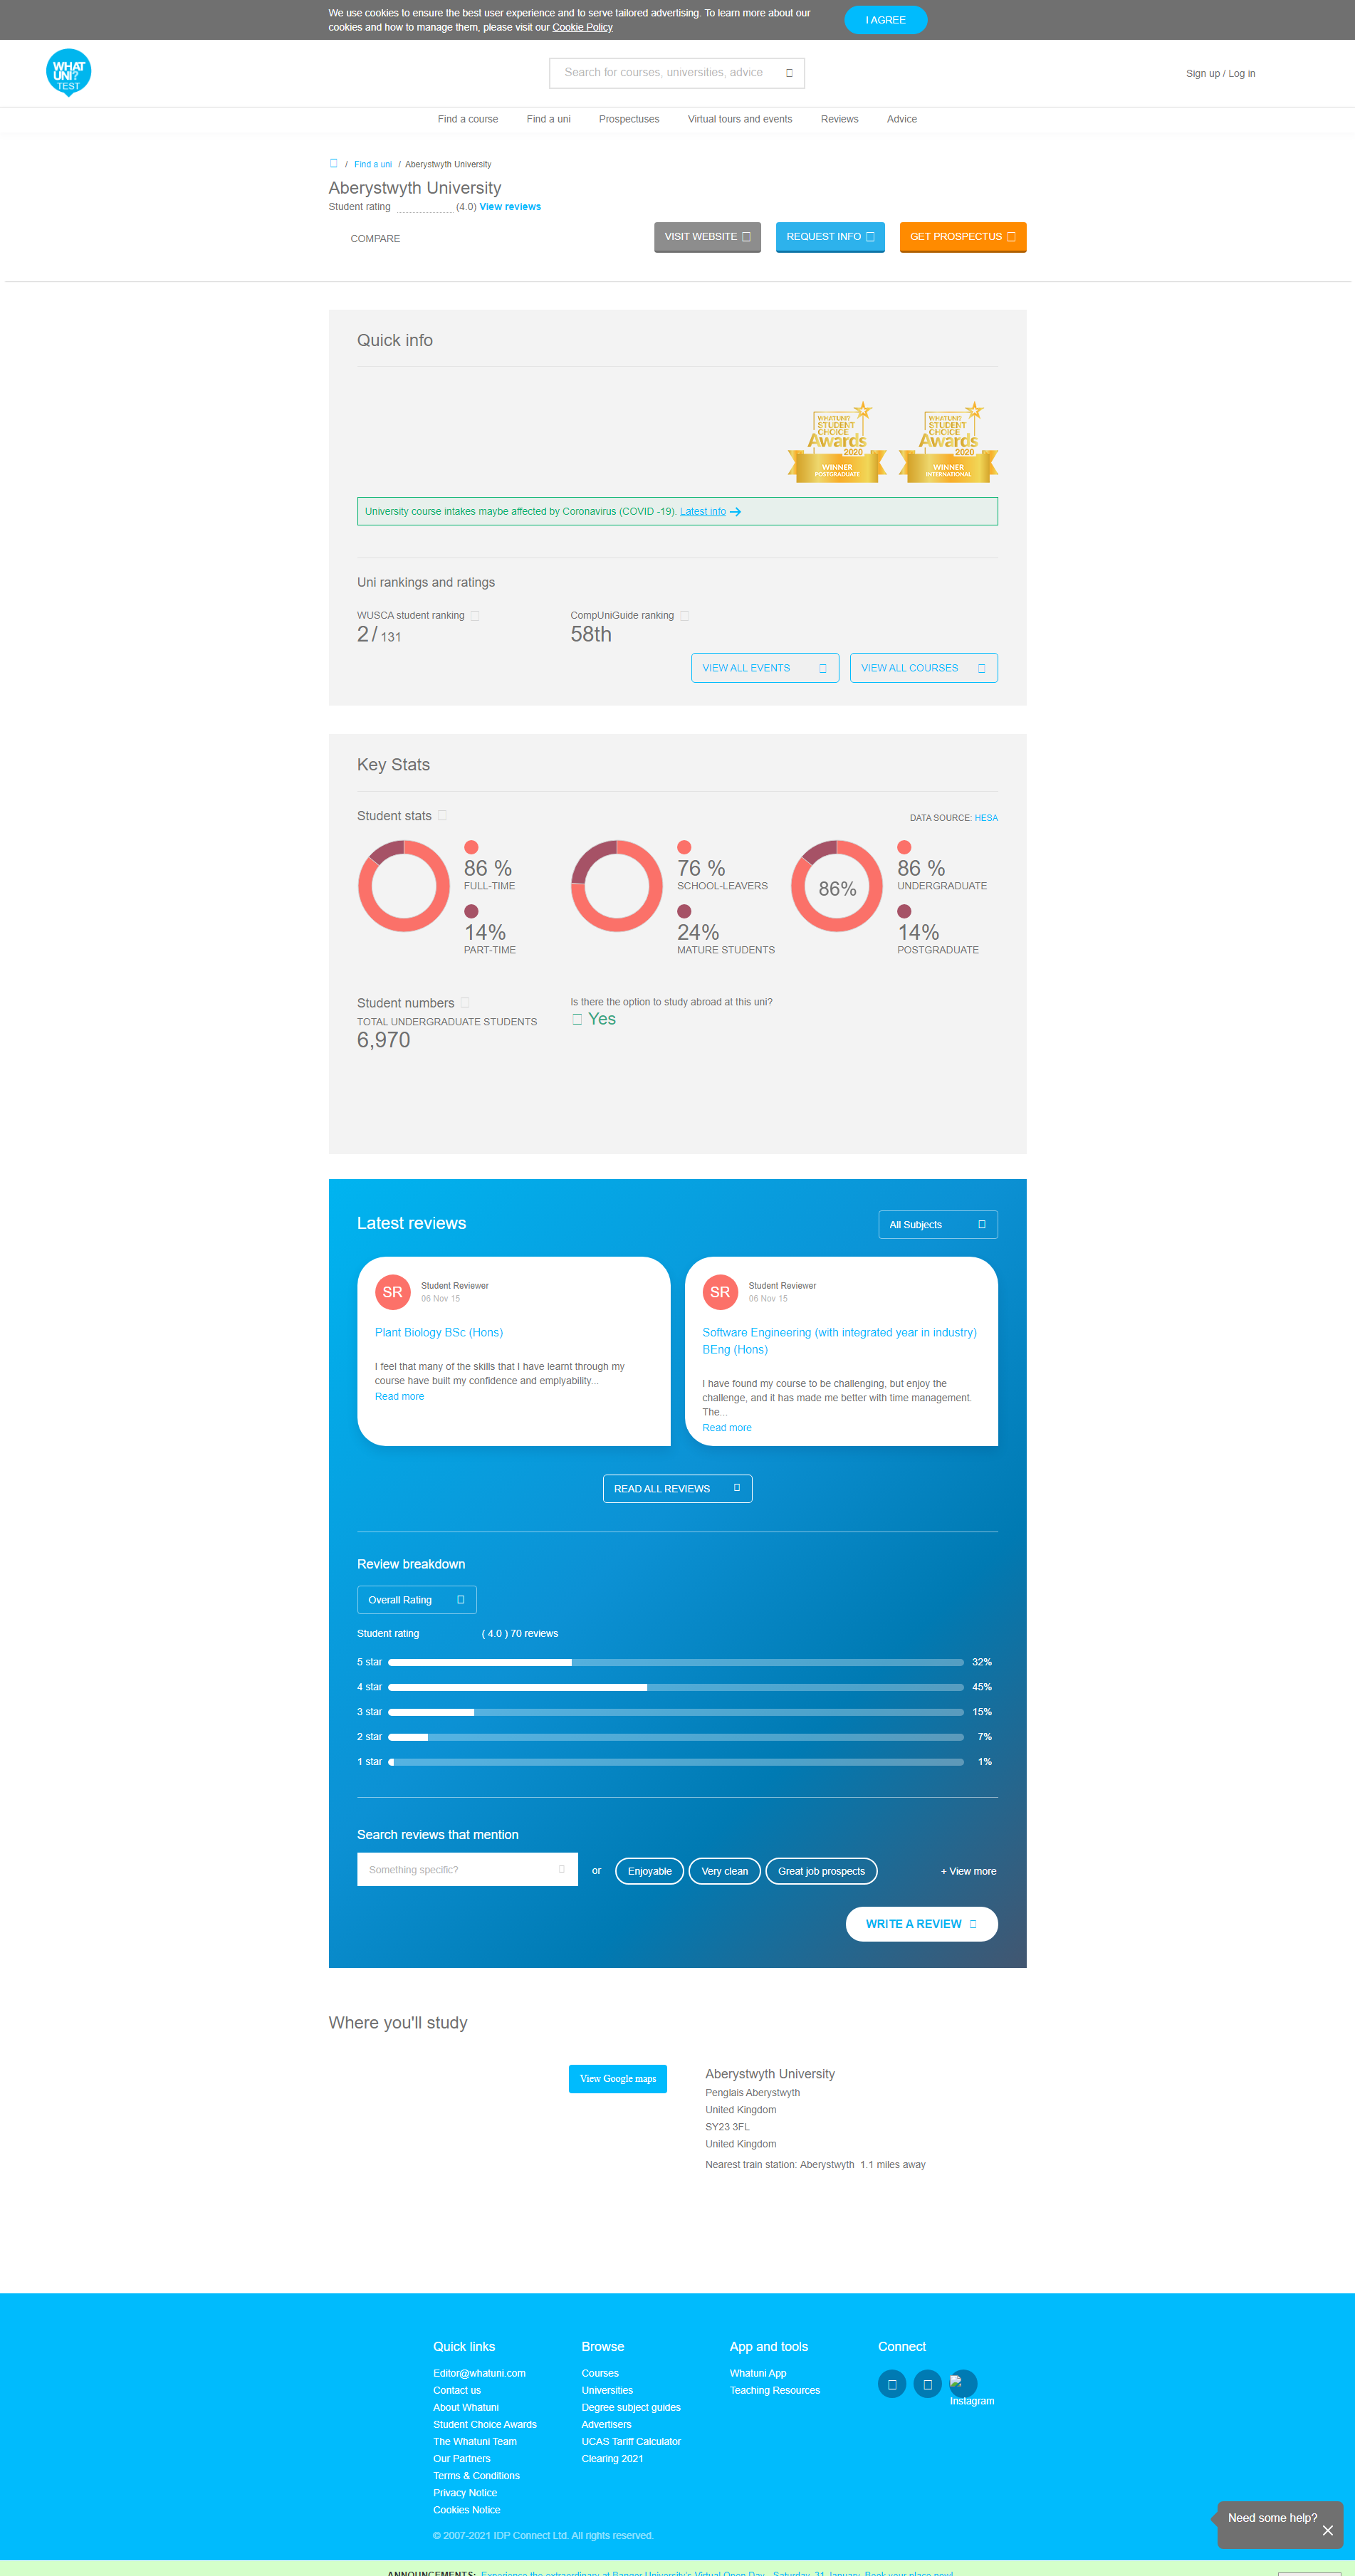 We use cookies to ensure the best user experience and to serve tailored advertising. To learn more about our
cookies and how to manage them, please visit our Cookie Policy
I AGREE
WHAT
UNI?
TEST
Search for courses, universities, advice
Sign up / Log in
Find a course
Find a uni
Prospectuses
Virtual tours and events
Reviews
Advice
/ Find a uni / Aberystwyth University
Aberystwyth University
Student rating (4.0) View reviews
COMPARE
VISIT WEBSITE
REQUEST INFO
GET PROSPECTUS
Quick info
WHATUNI?
STUDENT
CHOICE
Awards
2020
WINNER
POSTGRADUATE
WHATUNI?
STUDENT
CHOICE
Awards
2020
WINNER
INTERNATIONAL
University course intakes maybe affected by Coronavirus (COVID -19). Latest info
Uni rankings and ratings
WUSCA student ranking
2 / 131
CompUniGuide ranking
58th
VIEW ALL EVENTS
VIEW ALL COURSES
Key Stats
Student stats
DATA SOURCE: HESA
86 %
FULL-TIME
14%
PART-TIME
76 %
SCHOOL-LEAVERS
24%
MATURE STUDENTS
86%
86 %
UNDERGRADUATE
14%
POSTGRADUATE
Student numbers
TOTAL UNDERGRADUATE STUDENTS
6,970
Is there the option to study abroad at this uni?
Yes
Latest reviews
All Subjects
SR
Student Reviewer
06 Nov 15
Plant Biology BSc (Hons)
I feel that many of the skills that I have learnt through my
course have built my confidence and emplyability...
Read more
SR
Student Reviewer
06 Nov 15
Software Engineering (with integrated year in industry)
BEng (Hons)
I have found my course to be challenging, but enjoy the
challenge, and it has made me better with time management.
The...
Read more
READ ALL REVIEWS
Review breakdown
Overall Rating
Student rating ( 4.0 ) 70 reviews
5 star 32%
4 star 45%
3 star 15%
2 star 7%
1 star 1%
Search reviews that mention
Something specific?
or
Enjoyable
Very clean
Great job prospects
+ View more
WRITE A REVIEW
Where you'll study
View Google maps
Aberystwyth University
Penglais Aberystwyth
United Kingdom
SY23 3FL
United Kingdom
Nearest train station: Aberystwyth 1.1 miles away
Quick links
Editor@whatuni.com
Contact us
About Whatuni
Student Choice Awards
The Whatuni Team
Our Partners
Terms & Conditions
Privacy Notice
Cookies Notice
Browse
Courses
Universities
Degree subject guides
Advertisers
UCAS Tariff Calculator
Clearing 2021
App and tools
Whatuni App
Teaching Resources
Connect
Instagram
© 2007-2021 IDP Connect Ltd. All rights reserved.
Need some help?
ANNOUNCEMENTS: Experience the extraordinary at Bangor University's Virtual Open Day - Saturday, 31 January. Book your place now!